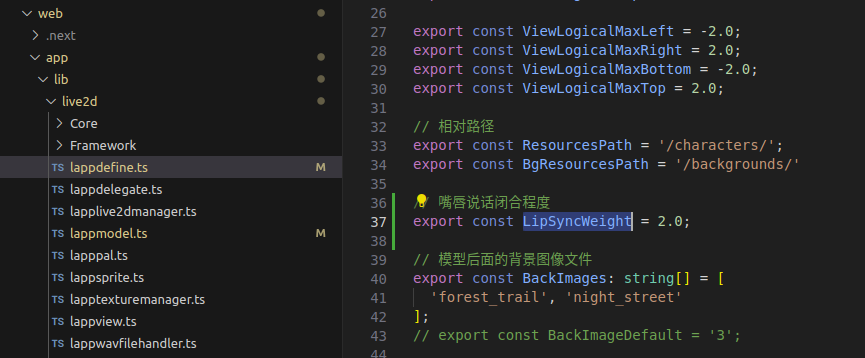 web
.next
app
lib
live2d
Core
Framework
TS lappdefine.ts M
TS lappdelegate.ts
TS lapplive2dmanager.ts
TS lappmodel.ts M
TS lapppal.ts
TS lappsprite.ts
TS lapptexturemanager.ts
TS lappview.ts
TS lappwavfilehandler.ts
26
27 export const ViewLogicalMaxLeft = -2.0;
28 export const ViewLogicalMaxRight = 2.0;
29 export const ViewLogicalMaxBottom = -2.0;
30 export const ViewLogicalMaxTop = 2.0;
31
32 // 相对路径
33 export const ResourcesPath = '/characters/';
34 export const BgResourcesPath = '/backgrounds/'
35
36 // 嘴唇说话闭合程度
37 export const LipSyncWeight = 2.0;
38
39 // 模型后面的背景图像文件
40 export const BackImages: string[] = [
41 'forest_trail', 'night_street'
42 ];
43 // export const BackImageDefault = '3';
44